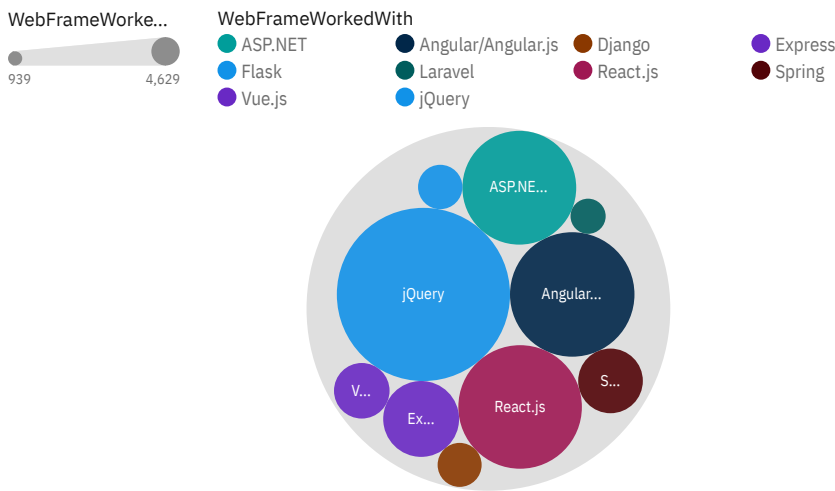 WebFrameWorke...
939
4,629
WebFrameWorkedWith
ASP.NET Angular/Angular.js Django Express
Flask Laravel React.js Spring
Vue.js jQuery
ASP.NE...
jQuery
Angular...
S...
V...
Ex...
React.js